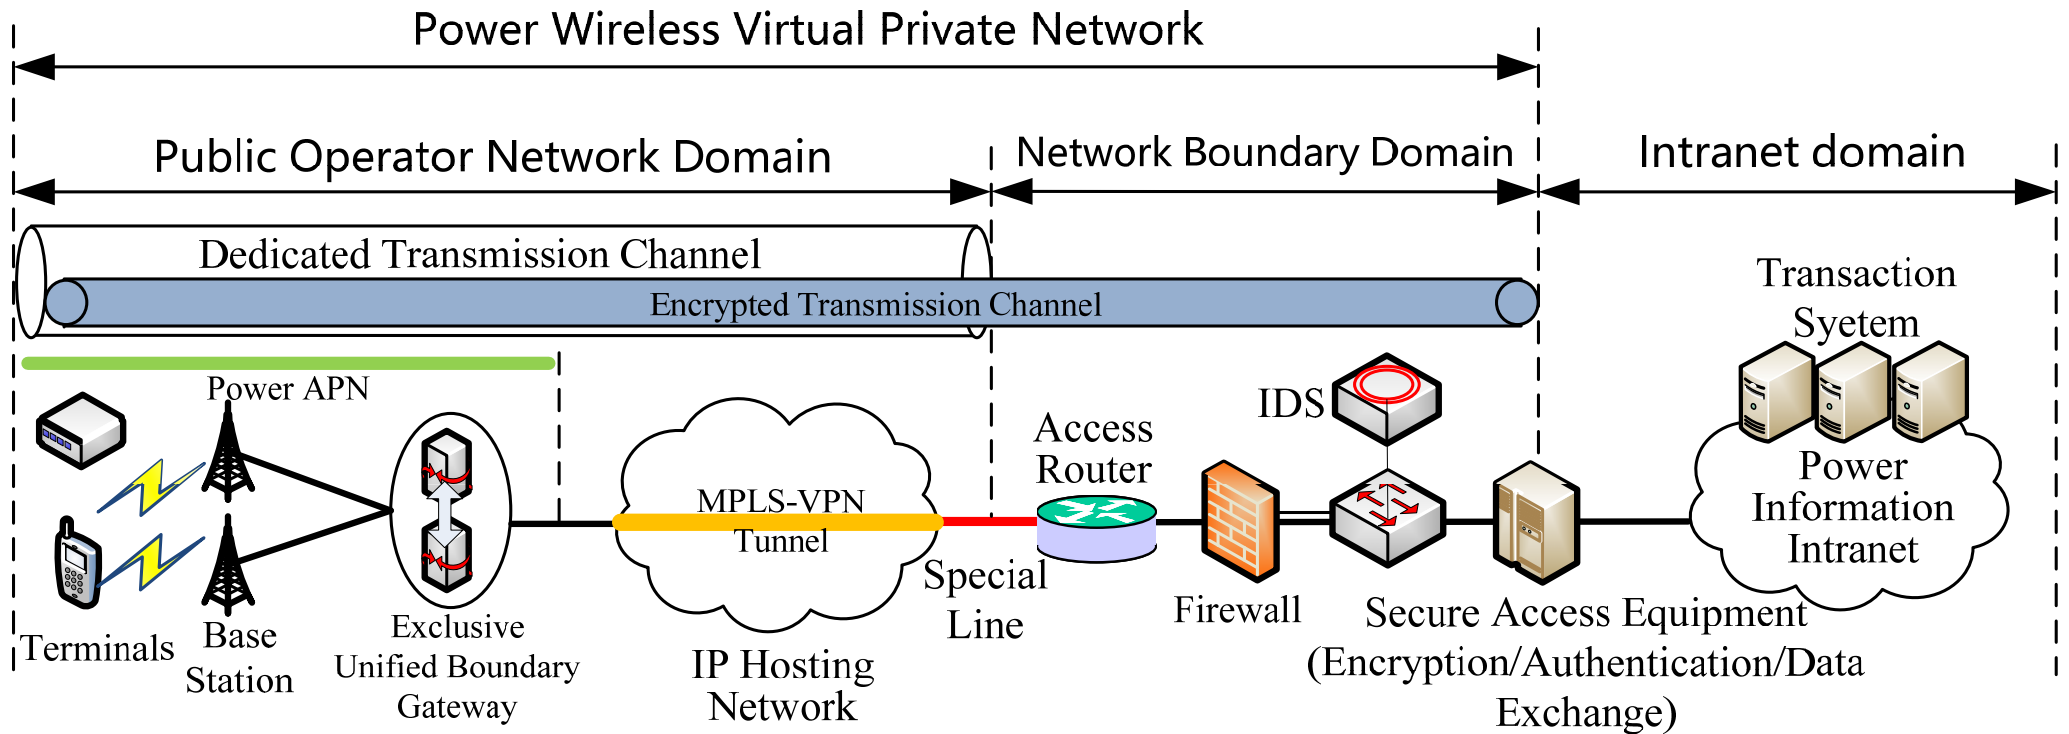 Power Wireless Virtual Private Network
Public Operator Network Domain
Network Boundary Domain
Intranet domain
Dedicated Transmission Channel
Encrypted Transmission Channel
Power APN
Transaction
Syetem
IDS
Access
Router
MPLS-VPN
Tunnel
Power
Information
Intranet
Special
Line
Firewall
Secure Access Equipment
(Encryption/Authentication/Data
Exchange)
Terminals
Base
Station
Exclusive
Unified Boundary
Gateway
IP Hosting
Network